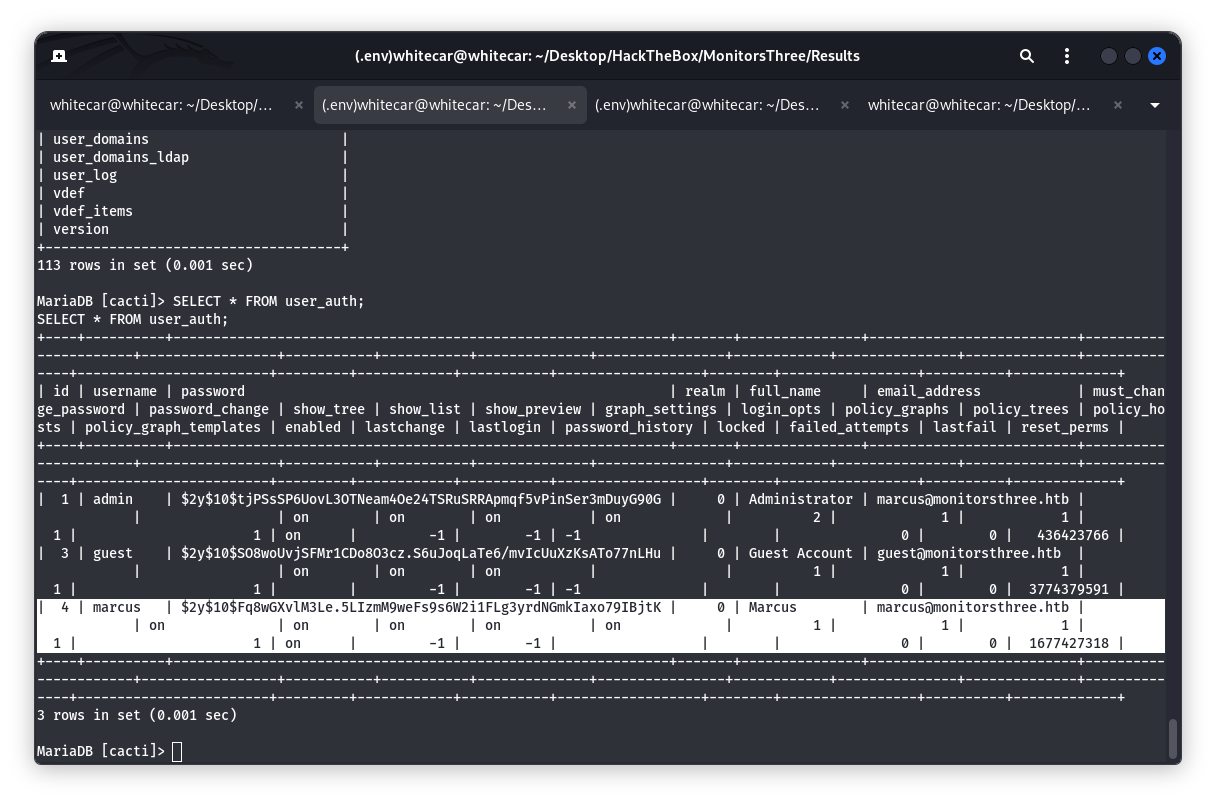 (.env)whitecar@whitecar: ~/Desktop/HackTheBox/MonitorsThree/Results
whitecar@whitecar: ~/Desktop/... × (.env)whitecar@whitecar: ~/Des... × (.env)whitecar@whitecar: ~/Des... × whitecar@whitecar: ~/Desktop/... ×
| user_domains                        |
| user_domains_ldap                   |
| user_log                            |
| vdef                                |
| vdef_items                          |
| version                             |
+-------------------------------------+
113 rows in set (0.001 sec)
MariaDB [cacti]> SELECT * FROM user_auth;
SELECT * FROM user_auth;
+----+----------+--------------------------------------------------------------+-------+---------------+--------------------------+----------
------------+-----------------+-----------+-----------+--------------+----------------+------------+---------------+--------------+----------
----+------------------------+---------+------------+-----------+------------------+--------+-----------------+----------+-------------+
| id | username | password                                                     | realm | full_name     | email_address            | must_chan
ge_password | password_change | show_tree | show_list | show_preview | graph_settings | login_opts | policy_graphs | policy_trees | policy_ho
sts | policy_graph_templates | enabled | lastchange | lastlogin | password_history | locked | failed_attempts | lastfail | reset_perms |
+----+----------+--------------------------------------------------------------+-------+---------------+--------------------------+----------
------------+-----------------+-----------+-----------+--------------+----------------+------------+---------------+--------------+----------
----+------------------------+---------+------------+-----------+------------------+--------+-----------------+----------+-------------+
|  1 | admin    | $2y$10$tjPSsSP6UovL3OTNeam4Oe24TSRuSRRApmqf5vPinSer3mDuyG90G |     0 | Administrator | marcus@monitorsthree.htb |
            |                 | on        | on        | on           | on             |          2 |             1 |            1 |
  1 |                      1 | on      |         -1 |        -1 | -1               |        |               0 |        0 |   436423766 |
|  3 | guest    | $2y$10$SO8woUvjSFMr1CDo8O3cz.S6uJoqLaTe6/mvIcUuXzKsATo77nLHu |     0 | Guest Account | guest@monitorsthree.htb  |
            |                 | on        | on        | on           |                |          1 |             1 |            1 |
  1 |                      1 |         |         -1 |        -1 | -1               |        |               0 |        0 |  3774379591 |
|  4 | marcus   | $2y$10$Fq8wGXvlM3Le.5LIzmM9weFs9s6W2i1FLg3yrdNGmkIaxo79IBjtK |     0 | Marcus        | marcus@monitorsthree.htb |
            | on              | on        | on        | on           | on             |          1 |             1 |            1 |
  1 |                      1 | on      |         -1 |        -1 |                  |        |               0 |        0 |  1677427318 |
+----+----------+--------------------------------------------------------------+-------+---------------+--------------------------+----------
------------+-----------------+-----------+-----------+--------------+----------------+------------+---------------+--------------+----------
----+------------------------+---------+------------+-----------+------------------+--------+-----------------+----------+-------------+
3 rows in set (0.001 sec)
MariaDB [cacti]>